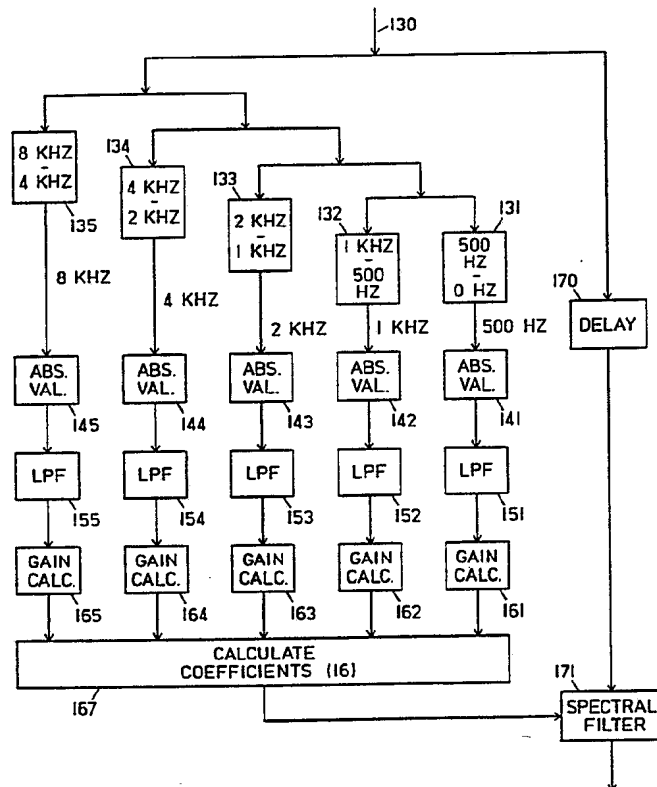 130
8 KHZ
-
4 KHZ
135
134
4 KHZ
-
2 KHZ
133
2 KHZ
-
1 KHZ
132
1 KHZ
-
500
HZ
131
500
HZ
-
0 HZ
8 KHZ
4 KHZ
2 KHZ
1 KHZ
500 HZ
170
DELAY
ABS.
VAL.
145
ABS.
VAL.
144
ABS.
VAL.
143
ABS.
VAL.
142
ABS.
VAL.
141
LPF
155
LPF
154
LPF
153
LPF
152
LPF
151
GAIN
CALC.
165
GAIN
CALC.
164
GAIN
CALC.
163
GAIN
CALC.
162
GAIN
CALC.
161
CALCULATE
COEFFICIENTS (16)
167
171
SPECTRAL
FILTER